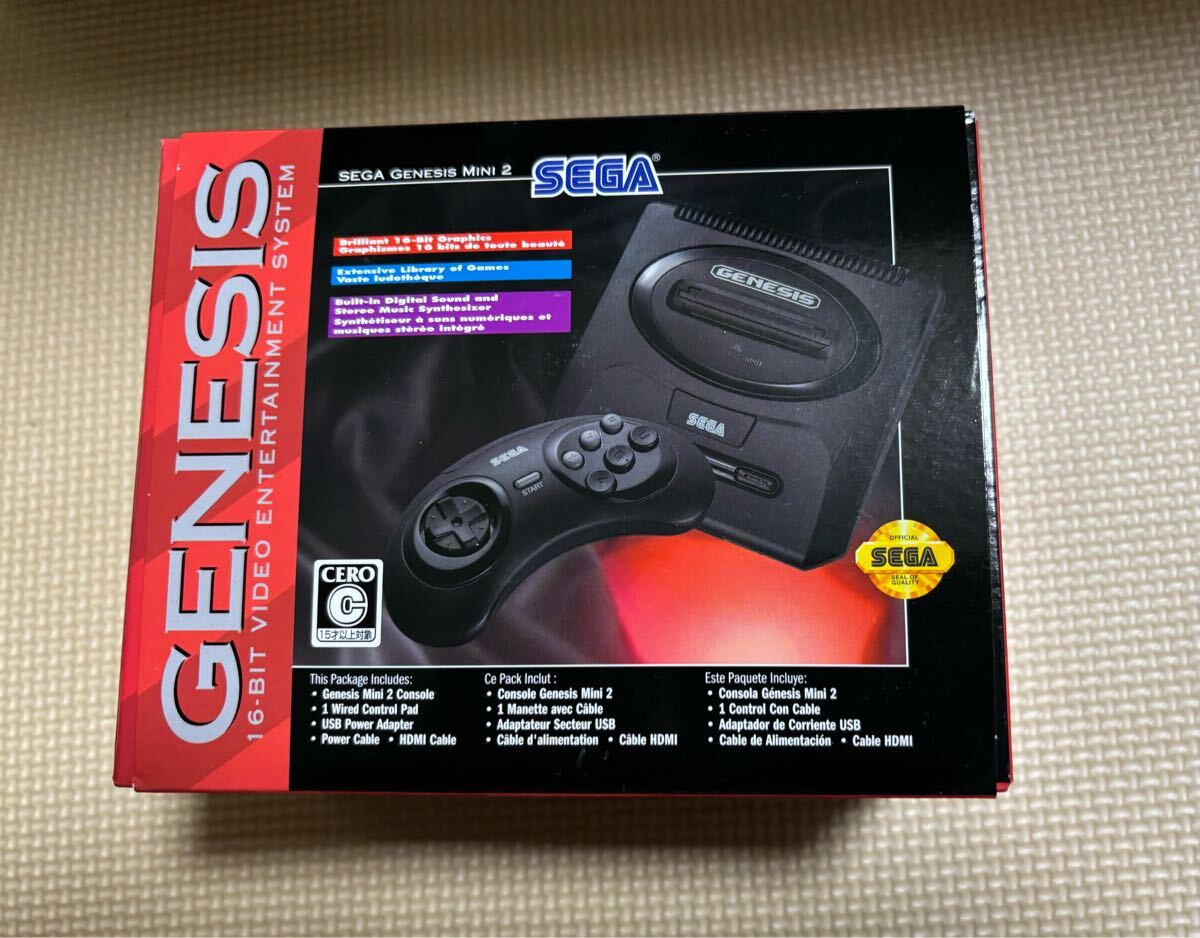 GENESIS
16-BIT VIDEO ENTERTAINMENT SYSTEM
SEGA GENESIS MINI 2
SEGA®
Brilliant 16-Bit Graphics
Graphismes 16 bits de toute beauté
Extensive Library of Games
Vaste ludothèque
Built-in Digital Sound and
Stereo Music Synthesizer
Synthétiseur à sons numériques et
musiques stéréo intégré
GENESIS
SEGA
SEGA
START
OFFICIAL
SEGA
SEAL OF
QUALITY
CERO
C
15才以上対象
This Package Includes:
• Genesis Mini 2 Console
• 1 Wired Control Pad
• USB Power Adapter
• Power Cable • HDMI Cable
Ce Pack Inclut :
• Console Genesis Mini 2
• 1 Manette avec Câble
• Adaptateur Secteur USB
• Câble d'alimentation • Câble HDMI
Este Paquete Incluye:
• Consola Génesis Mini 2
• 1 Control Con Cable
• Adaptador de Corriente USB
• Cable de Alimentación • Cable HDMI